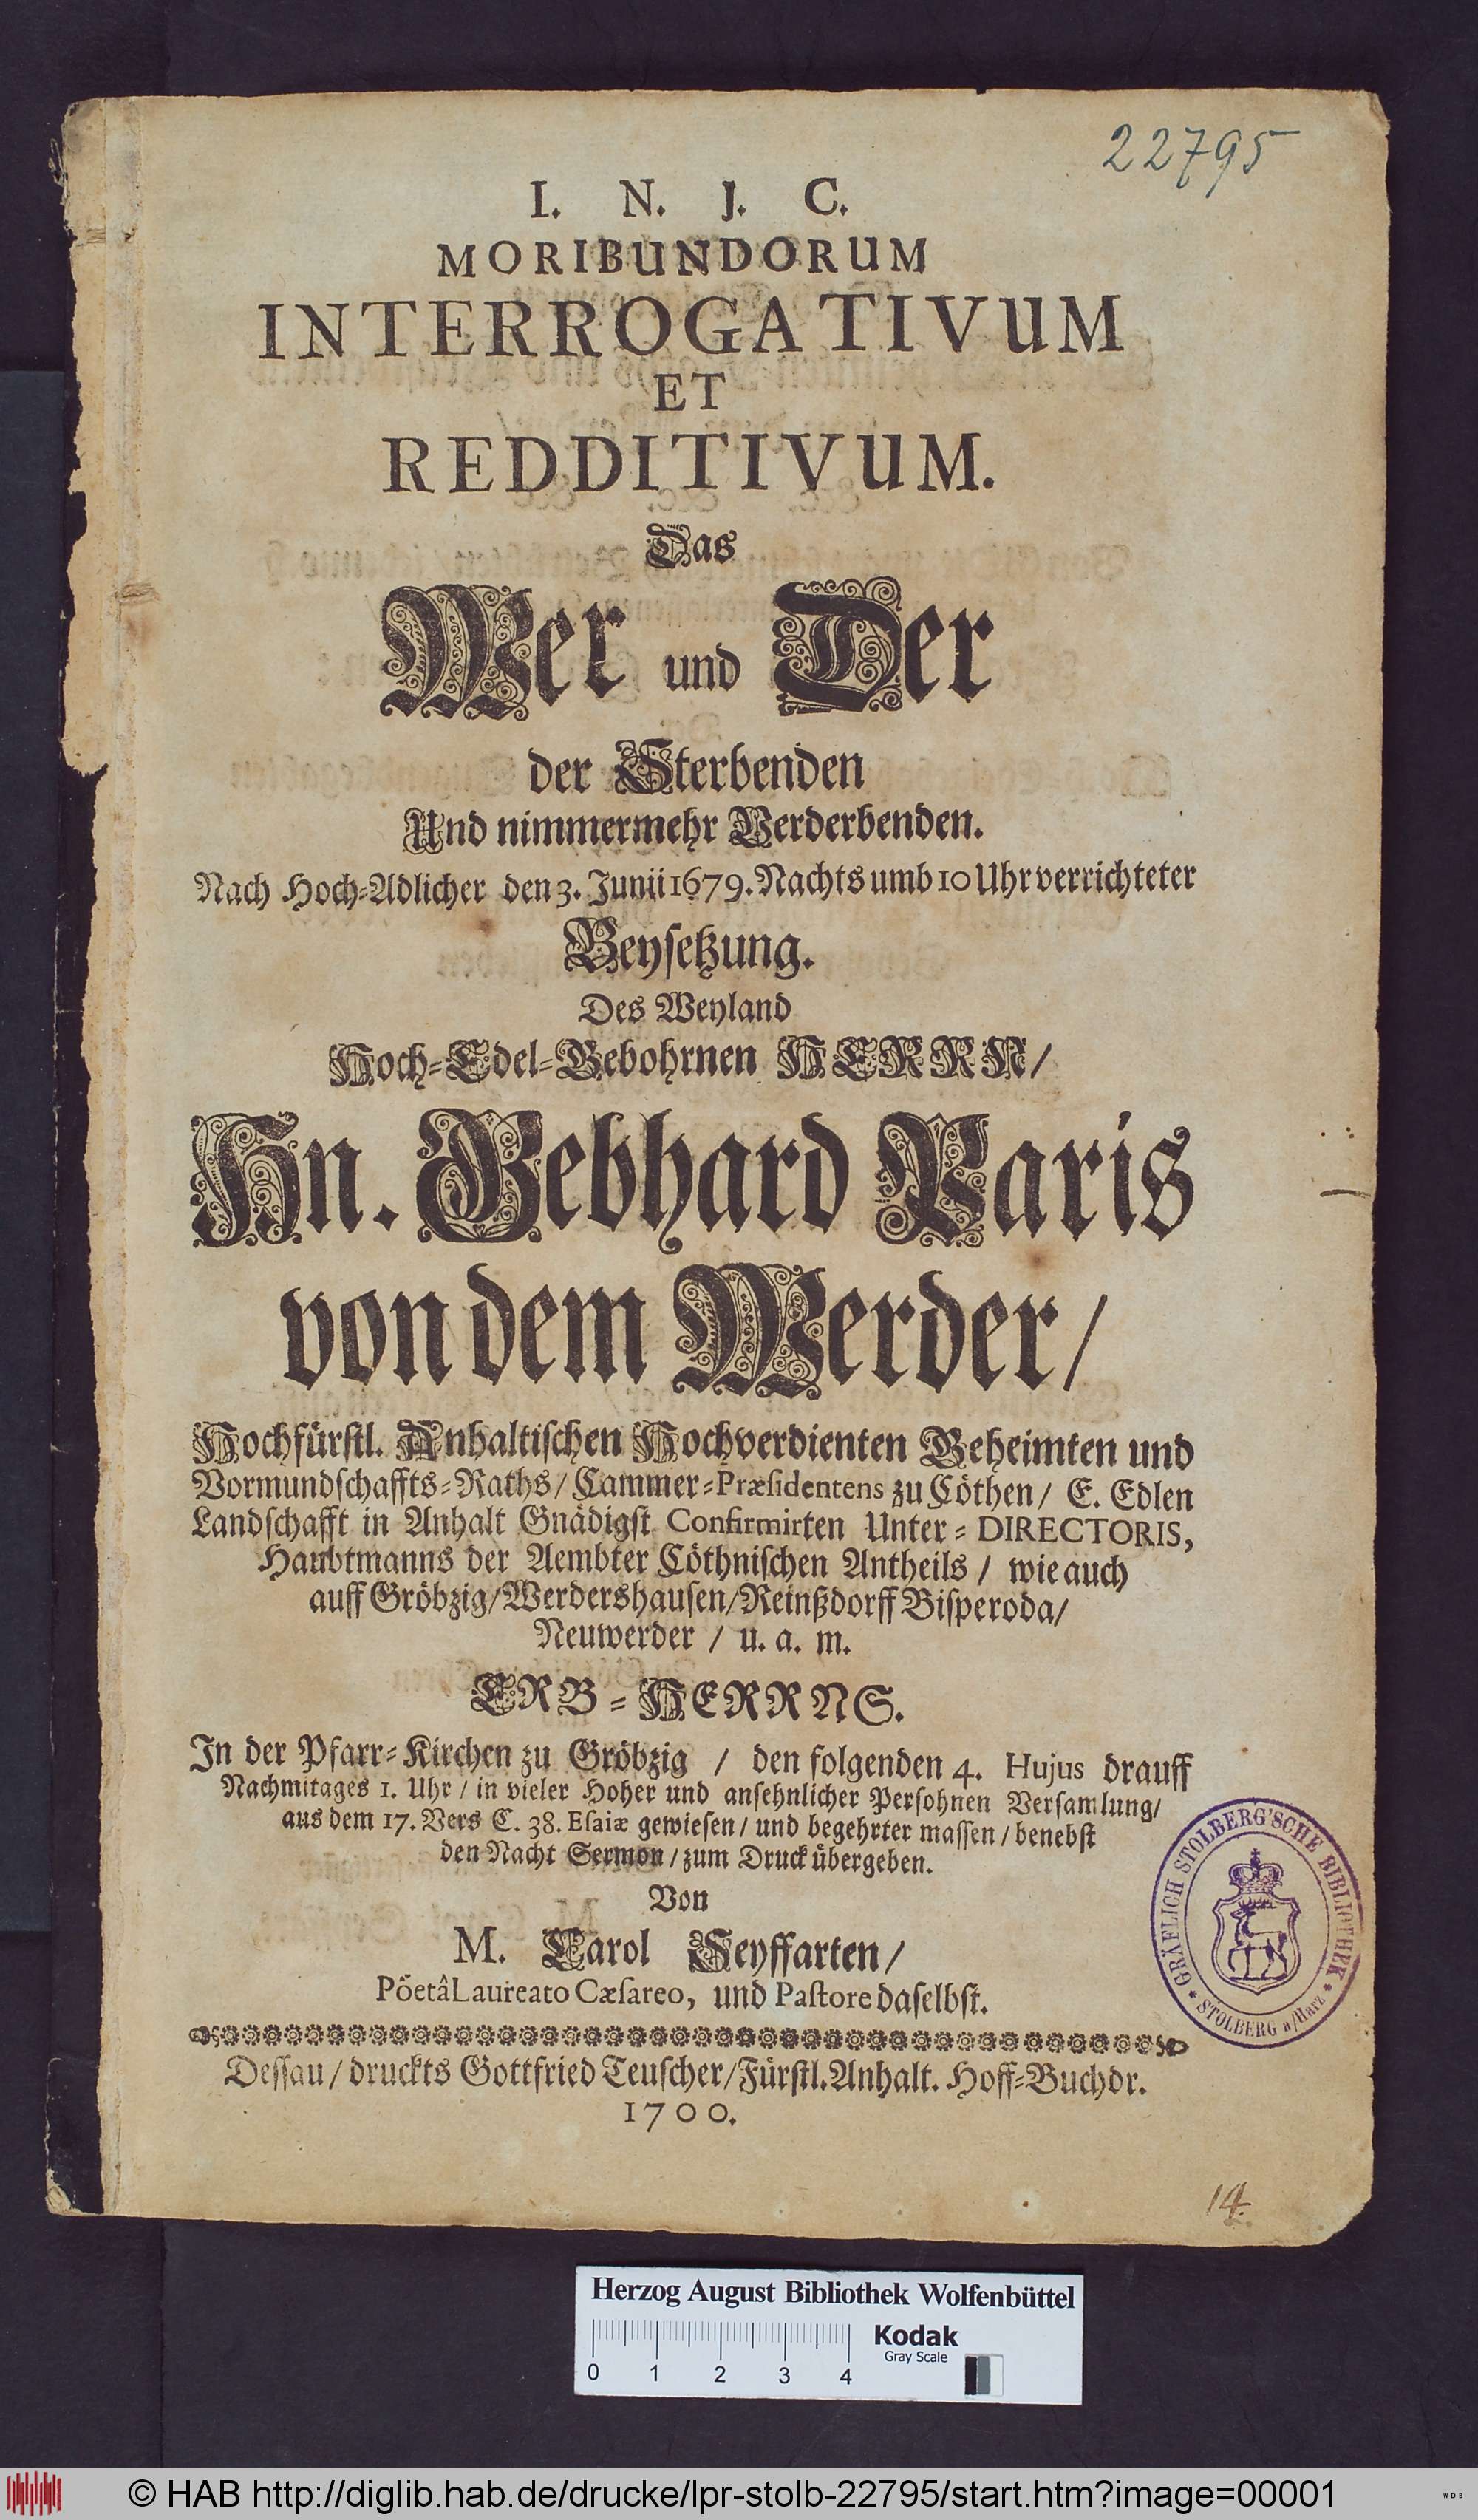 22795
I. N. J. C.
MORIBUNDORUM
INTERROGATIVUM
ET
REDDITIVUM.
Das
Wer und Der
der Sterbenden
Und nimmermehr Verderbenden.
Nach Hoch-Adlicher den 3. Junii 1679. Nachts umb 10 Uhr verrichteter
Beysetzung.
Des Weyland
Hoch-Edel-Gebohrnen HERRN/
Hn. Gebhard Paris
von dem Werder/
Hochfürstl. Anhaltischen Hochverdienten Geheimten und
Vormundschaffts-Raths/ Cammer-Præsidentens zu Cöthen/ E. Edlen
Landschafft in Anhalt Gnädigst Confirmirten Unter-DIRECTORIS,
Haubtmanns der Aembter Cöthnischen Antheils / wie auch
auff Gröbzig/Werdershausen/Reinßdorff Bisperoda/
Neuwerder / u. a. m.
ERB-HERRNS.
In der Pfarr-Kirchen zu Gröbzig / den folgenden 4. Hujus drauff
Nachmitages 1. Uhr / in vieler Hoher und ansehnlicher Persohnen Versamlung/
aus dem 17. Vers C. 38. Esaiæ gewiesen / und begehrter massen / benebst
den Nacht Sermon / zum Druck übergeben.
Von
M. Carol Seyffarten/
PöetâLaureato Cæsareo, und Pastore daselbst.
Dessau / druckts Gottfried Teuscher/Fürstl. Anhalt. Hoff-Buchdr.
1700.
GRÄFLICH STOLBERG'SCHE BIBLIOTHEK
* STOLBERG a/Harz *
14.
Herzog August Bibliothek Wolfenbüttel
Kodak
Gray Scale
0 1 2 3 4
© HAB http://diglib.hab.de/drucke/lpr-stolb-22795/start.htm?image=00001
WDB